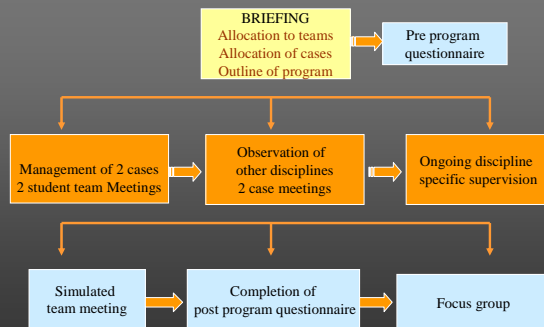 BRIEFING
Allocation to teams
Allocation of cases
Outline of program
Pre program
questionnaire
Management of 2 cases
2 student team Meetings
Observation of
other disciplines
2 case meetings
Ongoing discipline
specific supervision
Simulated
team meeting
Completion of
post program questionnaire
Focus group